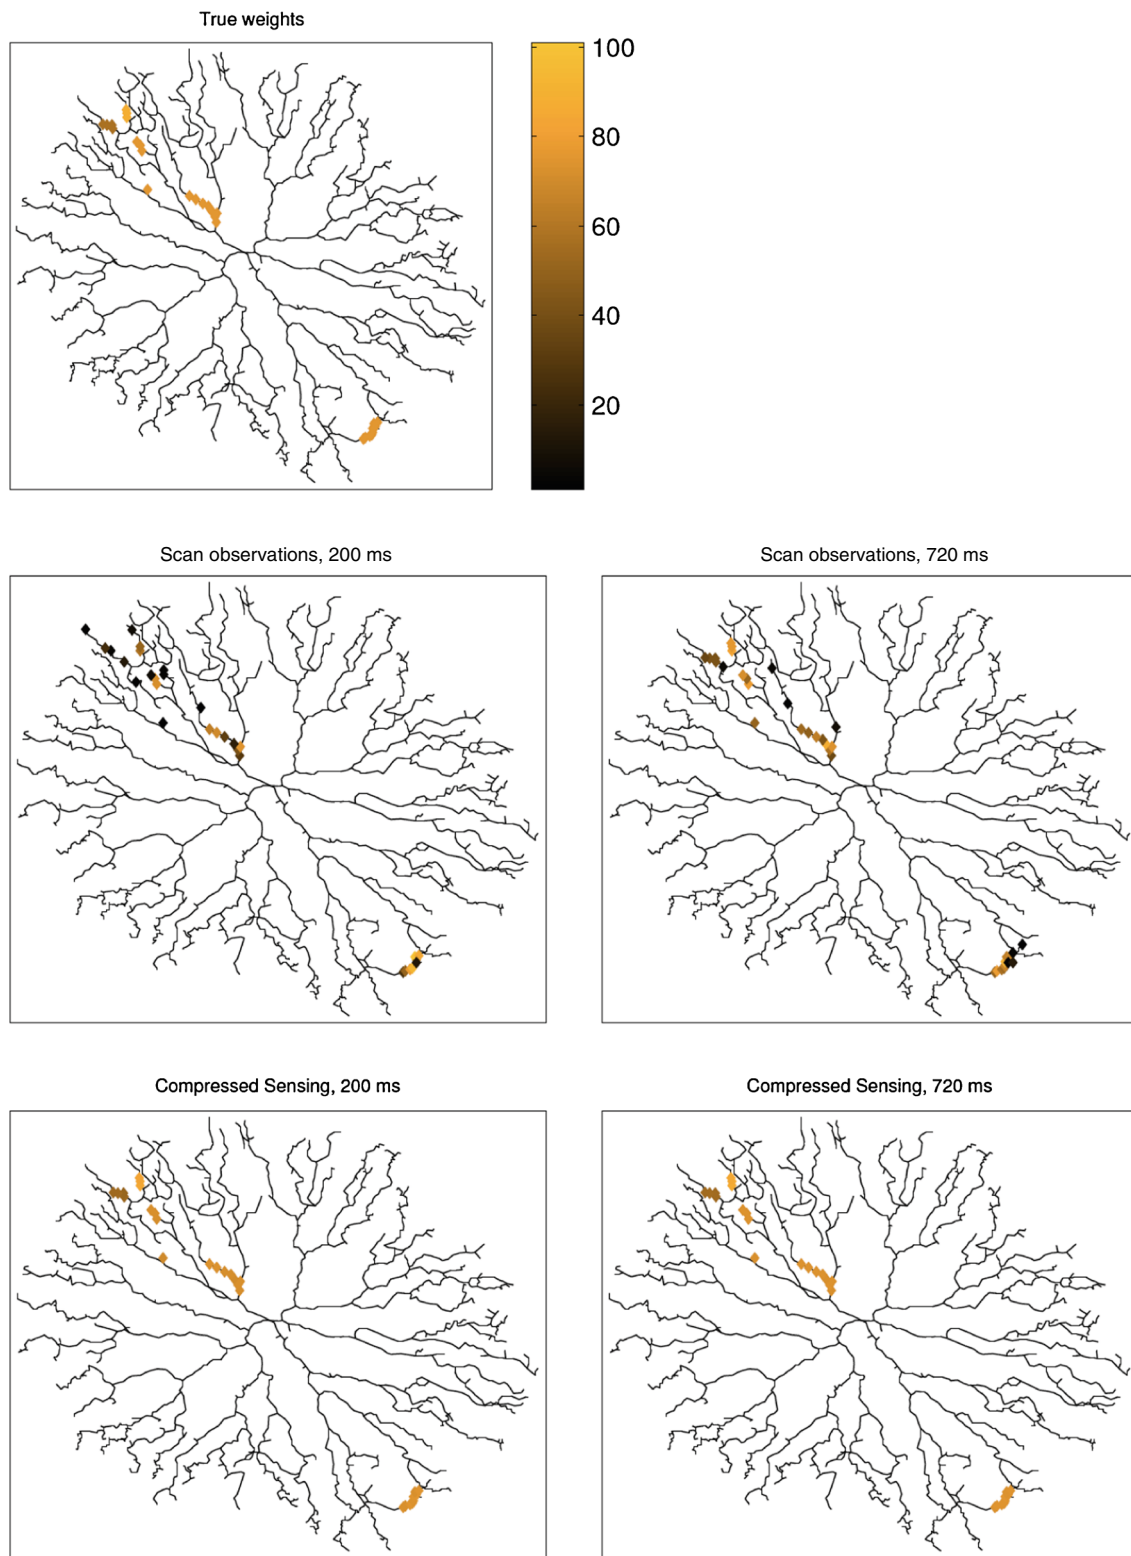 True weights
100
80
60
40
20
Scan observations, 200 ms
Scan observations, 720 ms
Compressed Sensing, 200 ms
Compressed Sensing, 720 ms